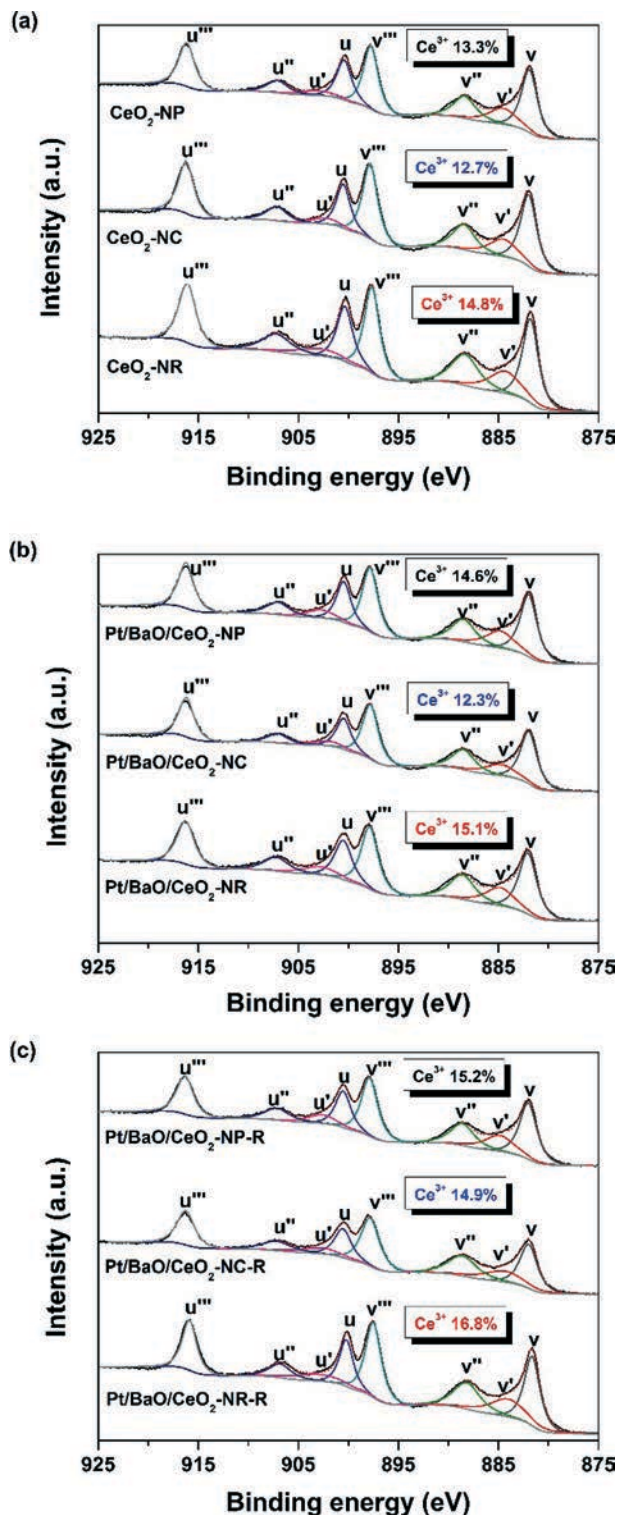 (a)
u''' u'' u' u v''' Ce³⁺ 13.3% v'' v' v
CeO₂-NP
u''' u'' u' u v''' Ce³⁺ 12.7% v'' v' v
CeO₂-NC
u''' u'' u' u v''' Ce³⁺ 14.8% v'' v' v
CeO₂-NR
Intensity (a.u.)
925 915 905 895 885 875
Binding energy (eV)
(b)
u''' u'' u' u v''' Ce³⁺ 14.6% v'' v' v
Pt/BaO/CeO₂-NP
u''' u'' u' u v''' Ce³⁺ 12.3% v'' v' v
Pt/BaO/CeO₂-NC
u''' u'' u' u v''' Ce³⁺ 15.1% v'' v' v
Pt/BaO/CeO₂-NR
Intensity (a.u.)
925 915 905 895 885 875
Binding energy (eV)
(c)
u''' u'' u' u v''' Ce³⁺ 15.2% v'' v' v
Pt/BaO/CeO₂-NP-R
u''' u'' u' u v''' Ce³⁺ 14.9% v'' v' v
Pt/BaO/CeO₂-NC-R
u''' u'' u' u v''' Ce³⁺ 16.8% v'' v' v
Pt/BaO/CeO₂-NR-R
Intensity (a.u.)
925 915 905 895 885 875
Binding energy (eV)